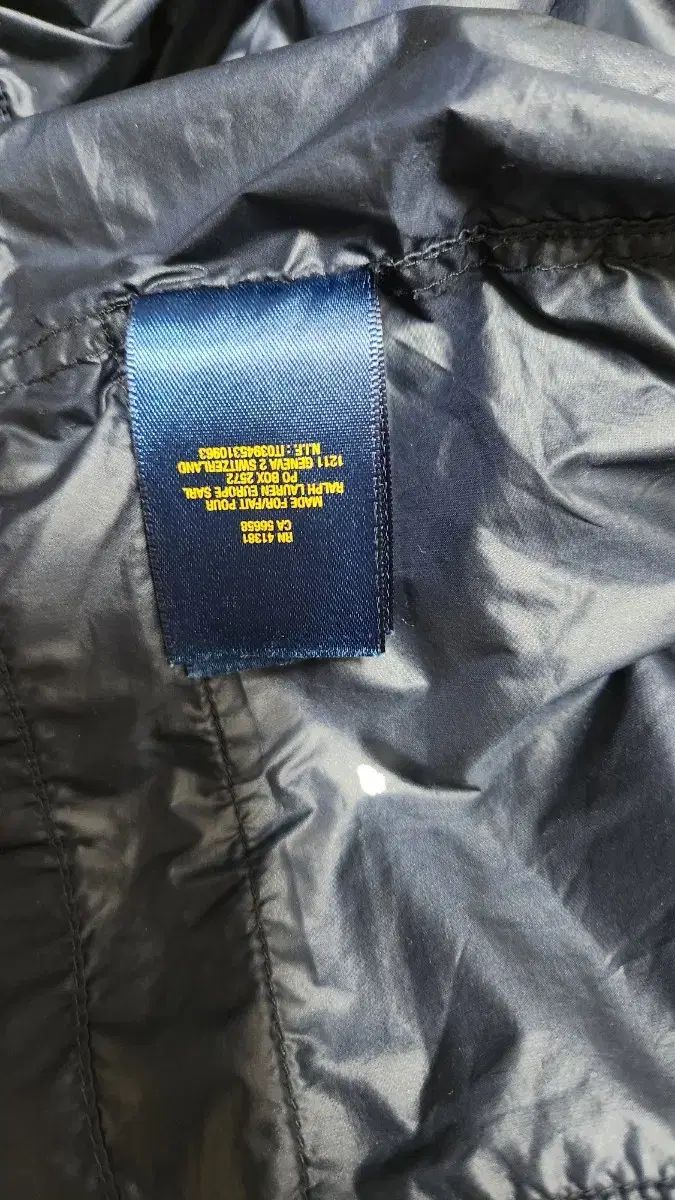 RN 41381
CA 56658
MADE FOR/FAIT POUR
RALPH LAUREN EUROPE SARL
PO BOX 2572
1211 GENEVA 2 SWITZERLAND
N.I.F.: IT03945310963